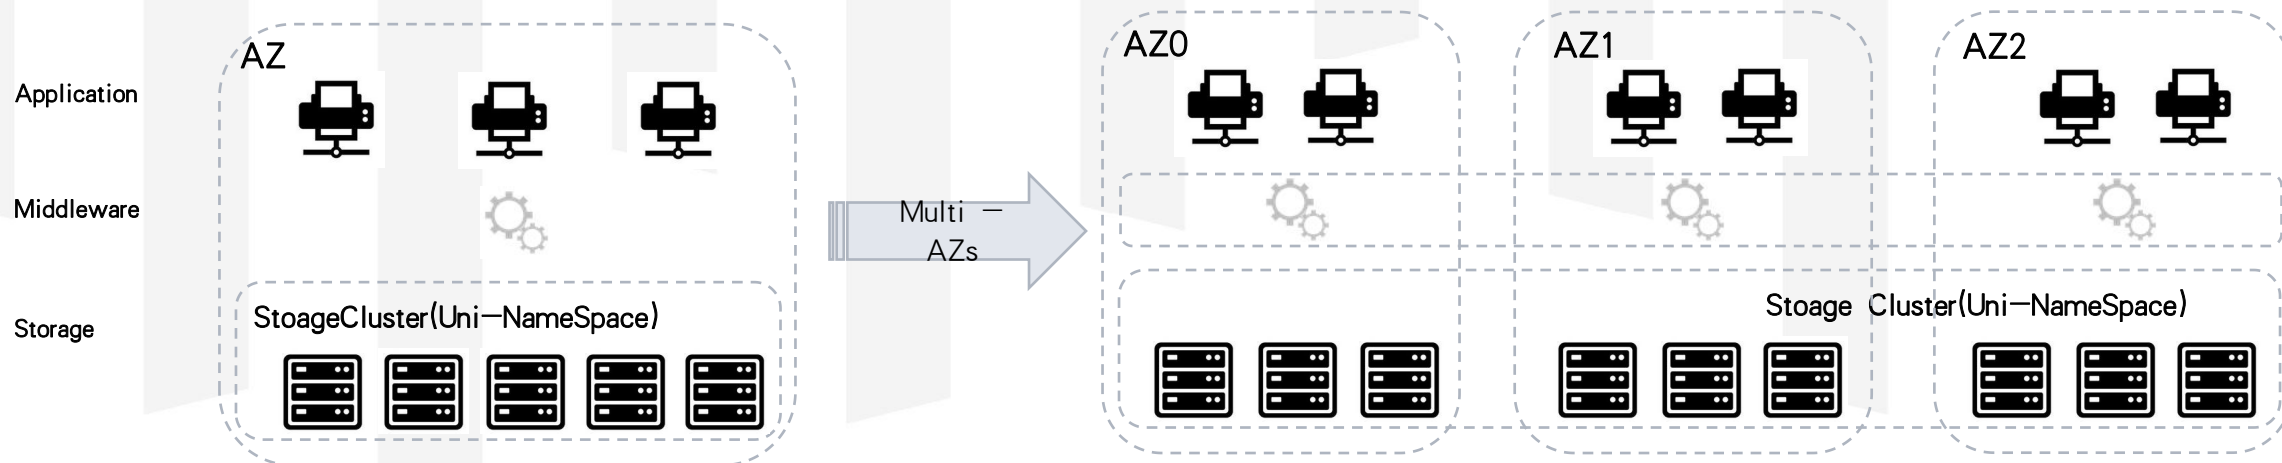 AZ
Application
Middleware
StoageCluster(Uni-NameSpace)
Storage
Multi -
AZs
AZ0
AZ1
AZ2
Stoage Cluster(Uni-NameSpace)